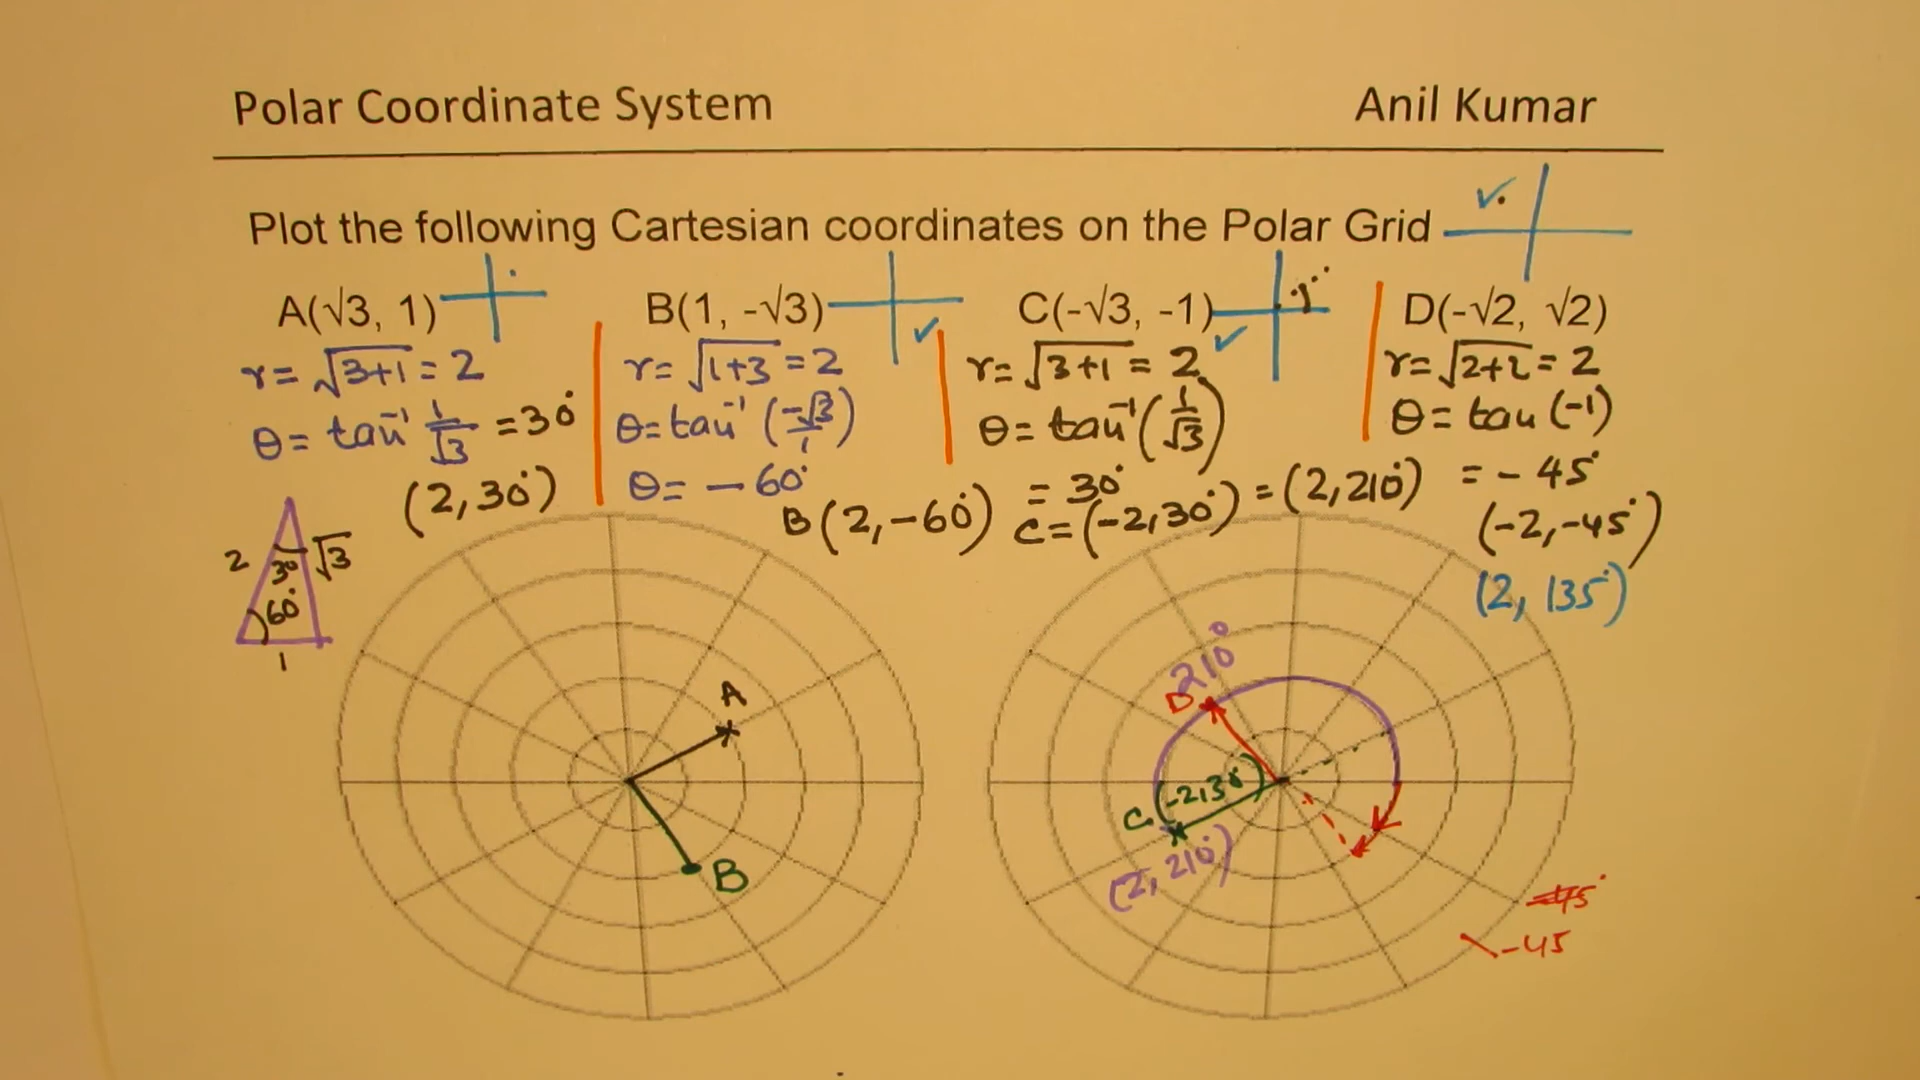 Polar Coordinate System Anil Kumar
Plot the following Cartesian coordinates on the Polar Grid
A(√3, 1) B(1, -√3) C(-√3, -1) D(-√2, √2)
r = √3+1 = 2
θ = tan⁻¹ 1/√3 = 30°
(2, 30°)
r = √1+3 = 2
θ = tan⁻¹ (-√3/1)
θ = -60°
B(2, -60°)
r = √3+1 = 2
θ = tan⁻¹ (1/√3)
= 30°
C = (-2, 30°) = (2, 210°)
r = √2+2 = 2
θ = tan (-1)
= -45°
(-2, -45°)
(2, 135°)
2
30
√3
60°
1
A
B
210°
D
C
(-2, 30°)
(2, 210°)
-45